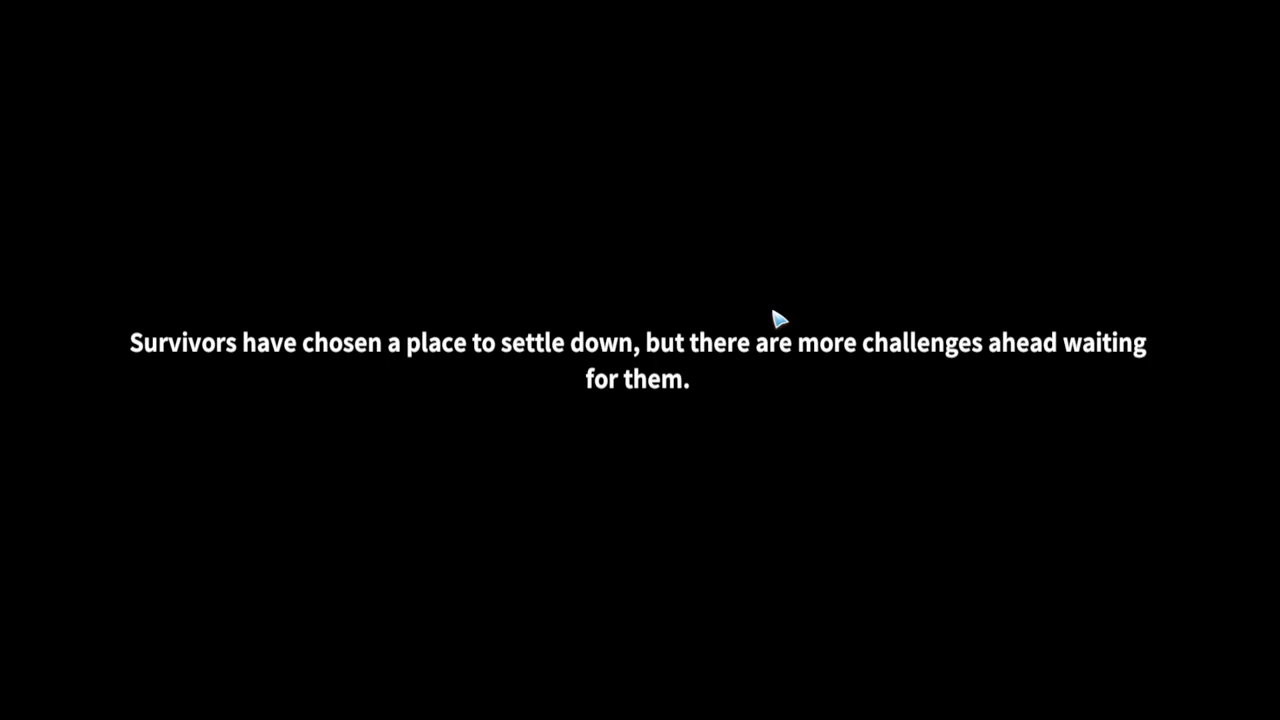 Survivors have chosen a place to settle down, but there are more challenges ahead waiting
for them.